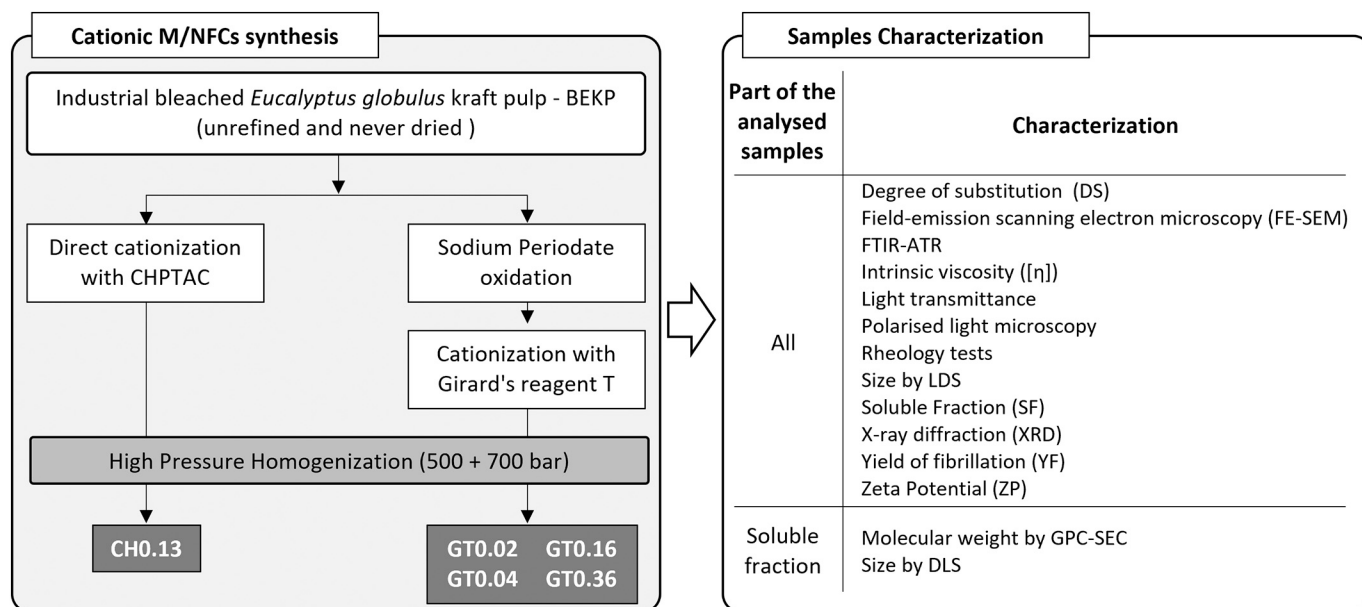 Cationic M/NFCs synthesis
Industrial bleached Eucalyptus globulus kraft pulp - BEKP
(unrefined and never dried )
Direct cationization
with CHPTAC
Sodium Periodate
oxidation
Cationization with
Girard's reagent T
High Pressure Homogenization (500 + 700 bar)
CH0.13
GT0.02 GT0.16
GT0.04 GT0.36
Samples Characterization
Part of the
analysed
samples
Characterization
All
Degree of substitution (DS)
Field-emission scanning electron microscopy (FE-SEM)
FTIR-ATR
Intrinsic viscosity ([η])
Light transmittance
Polarised light microscopy
Rheology tests
Size by LDS
Soluble Fraction (SF)
X-ray diffraction (XRD)
Yield of fibrillation (YF)
Zeta Potential (ZP)
Soluble
fraction
Molecular weight by GPC-SEC
Size by DLS